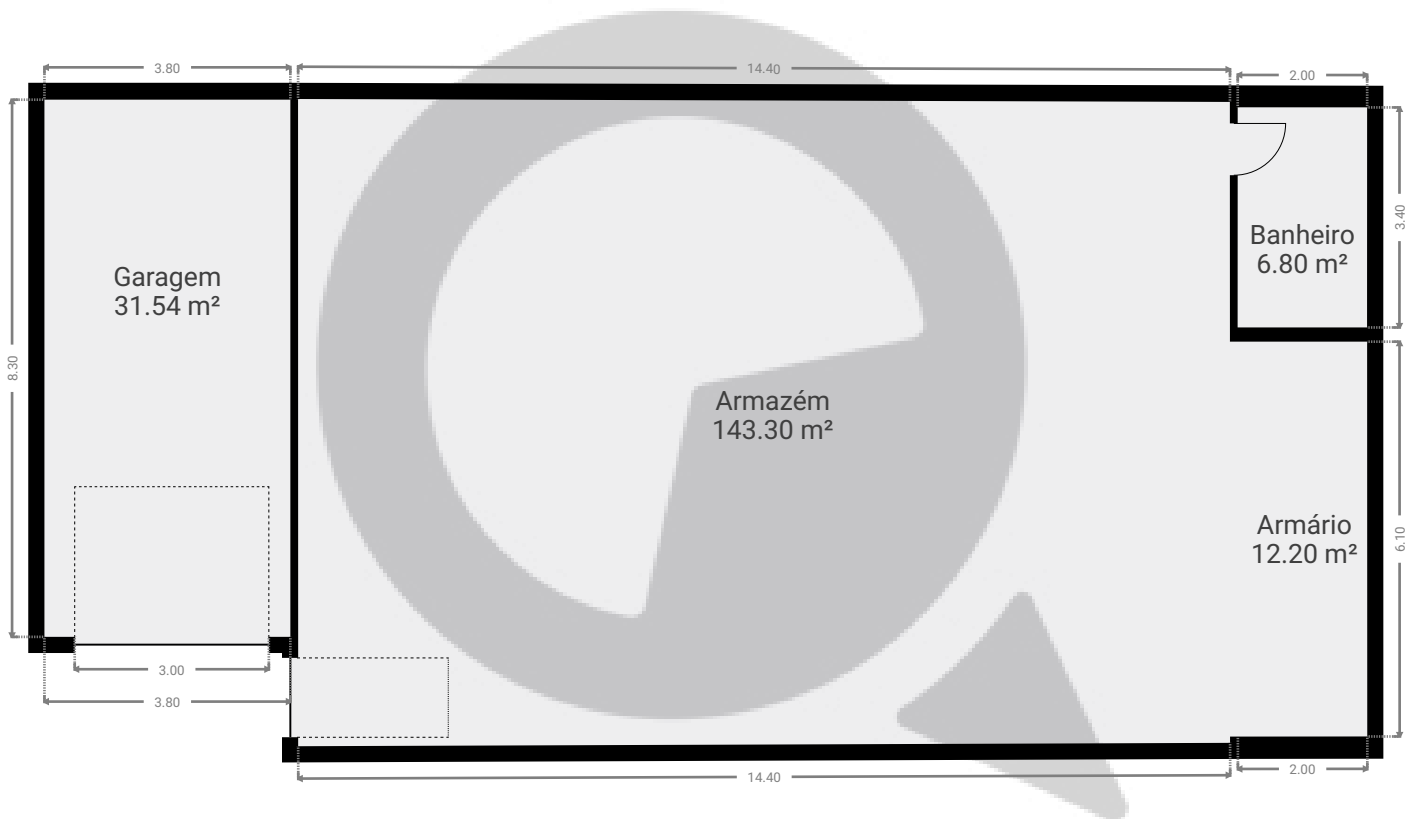 3.80
14.40
2.00
8.30
3.40
Banheiro
6.80 m²
Garagem
31.54 m²
Armazém
143.30 m²
Armário
12.20 m²
6.10
3.00
3.80
14.40
2.00